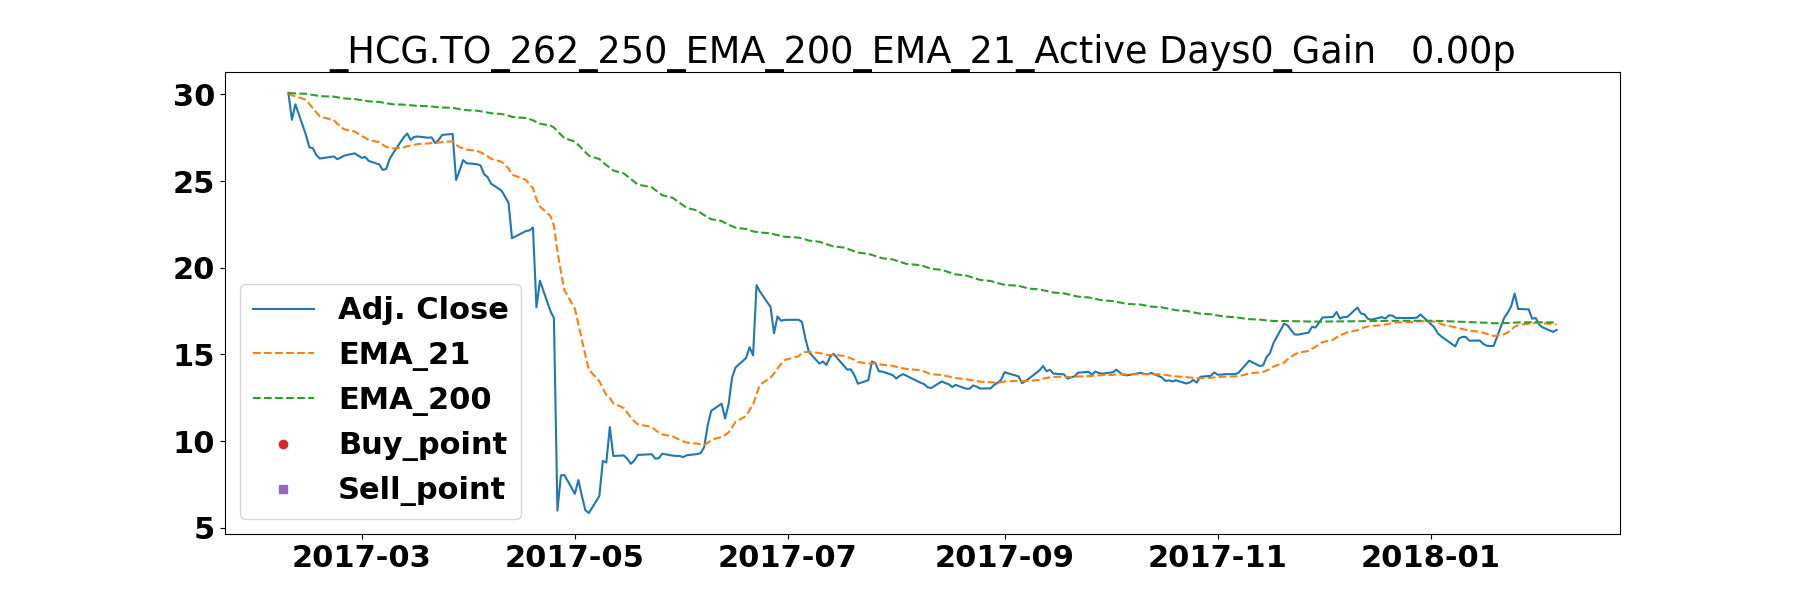 _HCG.TO_262_250_EMA_200_EMA_21_Active Days0_Gain   0.00p
30
25
20
15
10
5
Adj. Close
EMA_21
EMA_200
Buy_point
Sell_point
2017-03 2017-05 2017-07 2017-09 2017-11 2018-01